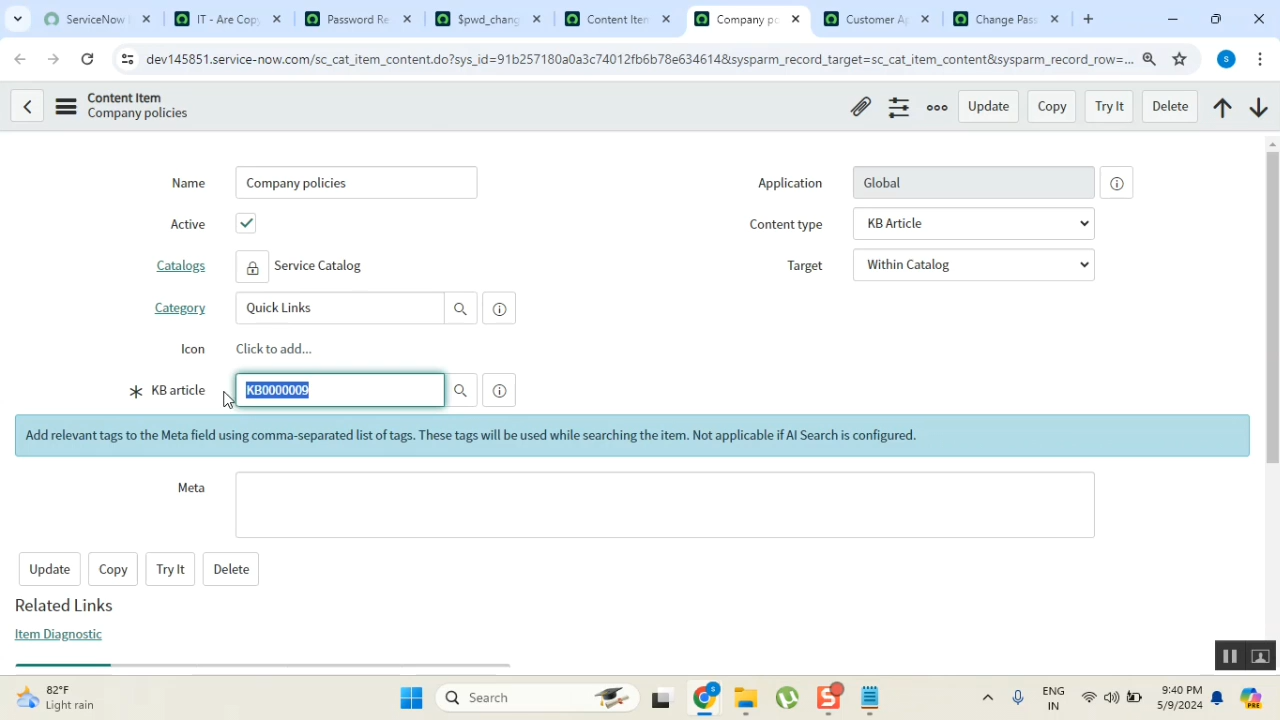 ServiceNow
IT - Are Cop
Password Re
$pwd_chang
Content Iten
Company po
Customer A
Change Pass
dev145851.service-now.com/sc_cat_item_content.do?sys_id=91b257180a0a3c74012fb6b78e634614&sysparm_record_target=sc_cat_item_content&sysparm_record_row=...
s
Content Item
Company policies
Update
Copy
Try It
Delete
Name
Company policies
Application
Global
Active
Content type
KB Article
Catalogs
Service Catalog
Target
Within Catalog
Category
Quick Links
Icon
Click to add...
KB article
KB0000009
Add relevant tags to the Meta field using comma-separated list of tags. These tags will be used while searching the item. Not applicable if AI Search is configured.
Meta
Update
Copy
Try It
Delete
Related Links
Item Diagnostic
82°F
Light rain
Search
ENG
IN
9:40 PM
5/9/2024